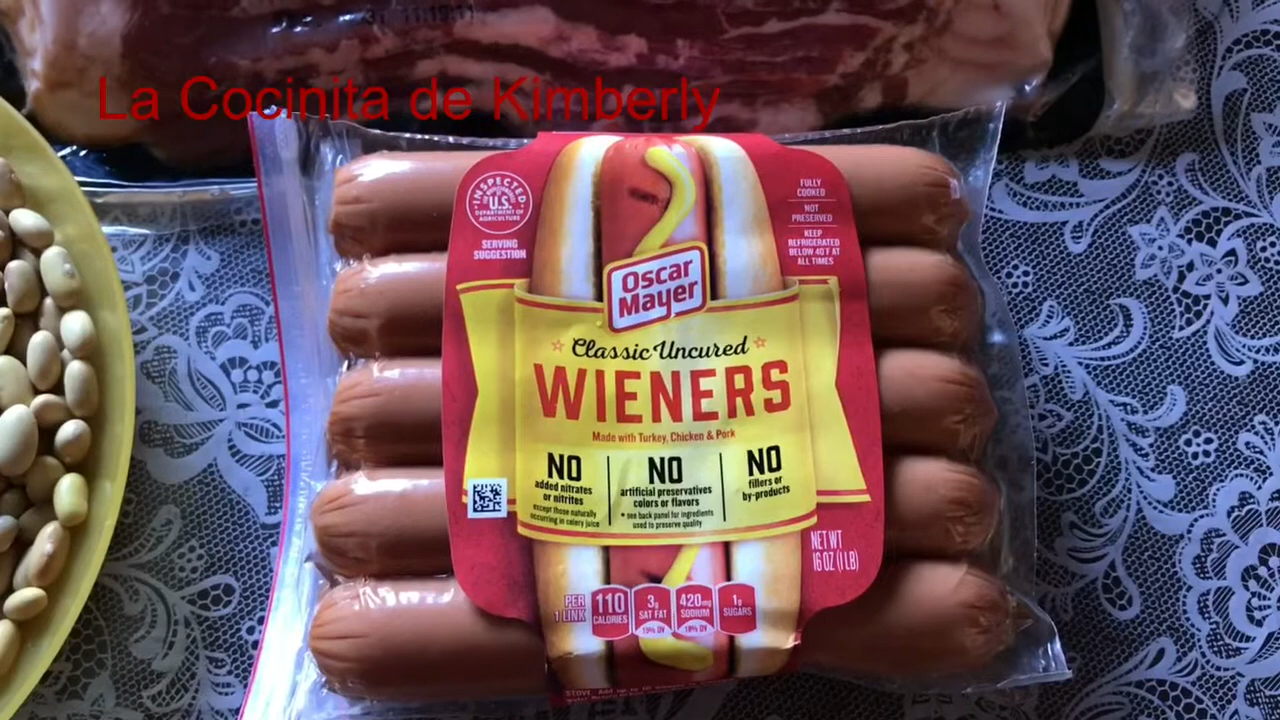 31 11:19:11
La Cocinita de Kimberly
INSPECTED
U.S.
DEPARTMENT OF
AGRICULTURE
SERVING
SUGGESTION
FULLY
COOKED
NOT
PRESERVED
KEEP
REFRIGERATED
BELOW 40°F AT
ALL TIMES
Oscar
Mayer
Classic Uncured
WIENERS
Made with Turkey, Chicken & Pork
NO
added nitrates
or nitrites
except those naturally
occurring in celery juice
NO
artificial preservatives
colors or flavors
* see back panel for ingredients
used to preserve quality
NO
fillers or
by-products
NET WT
16 OZ (1 LB)
PER
1 LINK
110
CALORIES
3g
SAT FAT
15% DV
420mg
SODIUM
18% DV
1g
SUGARS